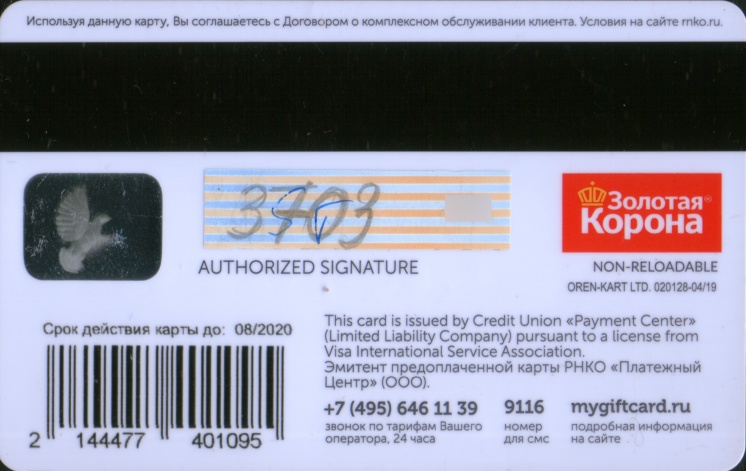 Используя данную карту, Вы соглашаетесь с Договором о комплексном обслуживании клиента. Условия на сайте rnko.ru.
3703
AUTHORIZED SIGNATURE
Золотая®
Корона
NON-RELOADABLE
OREN-KART LTD. 020128-04/19
Срок действия карты до: 08/2020
2 144477 401095
This card is issued by Credit Union «Payment Center»
(Limited Liability Company) pursuant to a license from
Visa International Service Association.
Эмитент предоплаченной карты РНКО «Платежный
Центр» (ООО).
+7 (495) 646 11 39
звонок по тарифам Вашего
оператора, 24 часа
9116
номер
для смс
mygiftcard.ru
подробная информация
на сайте